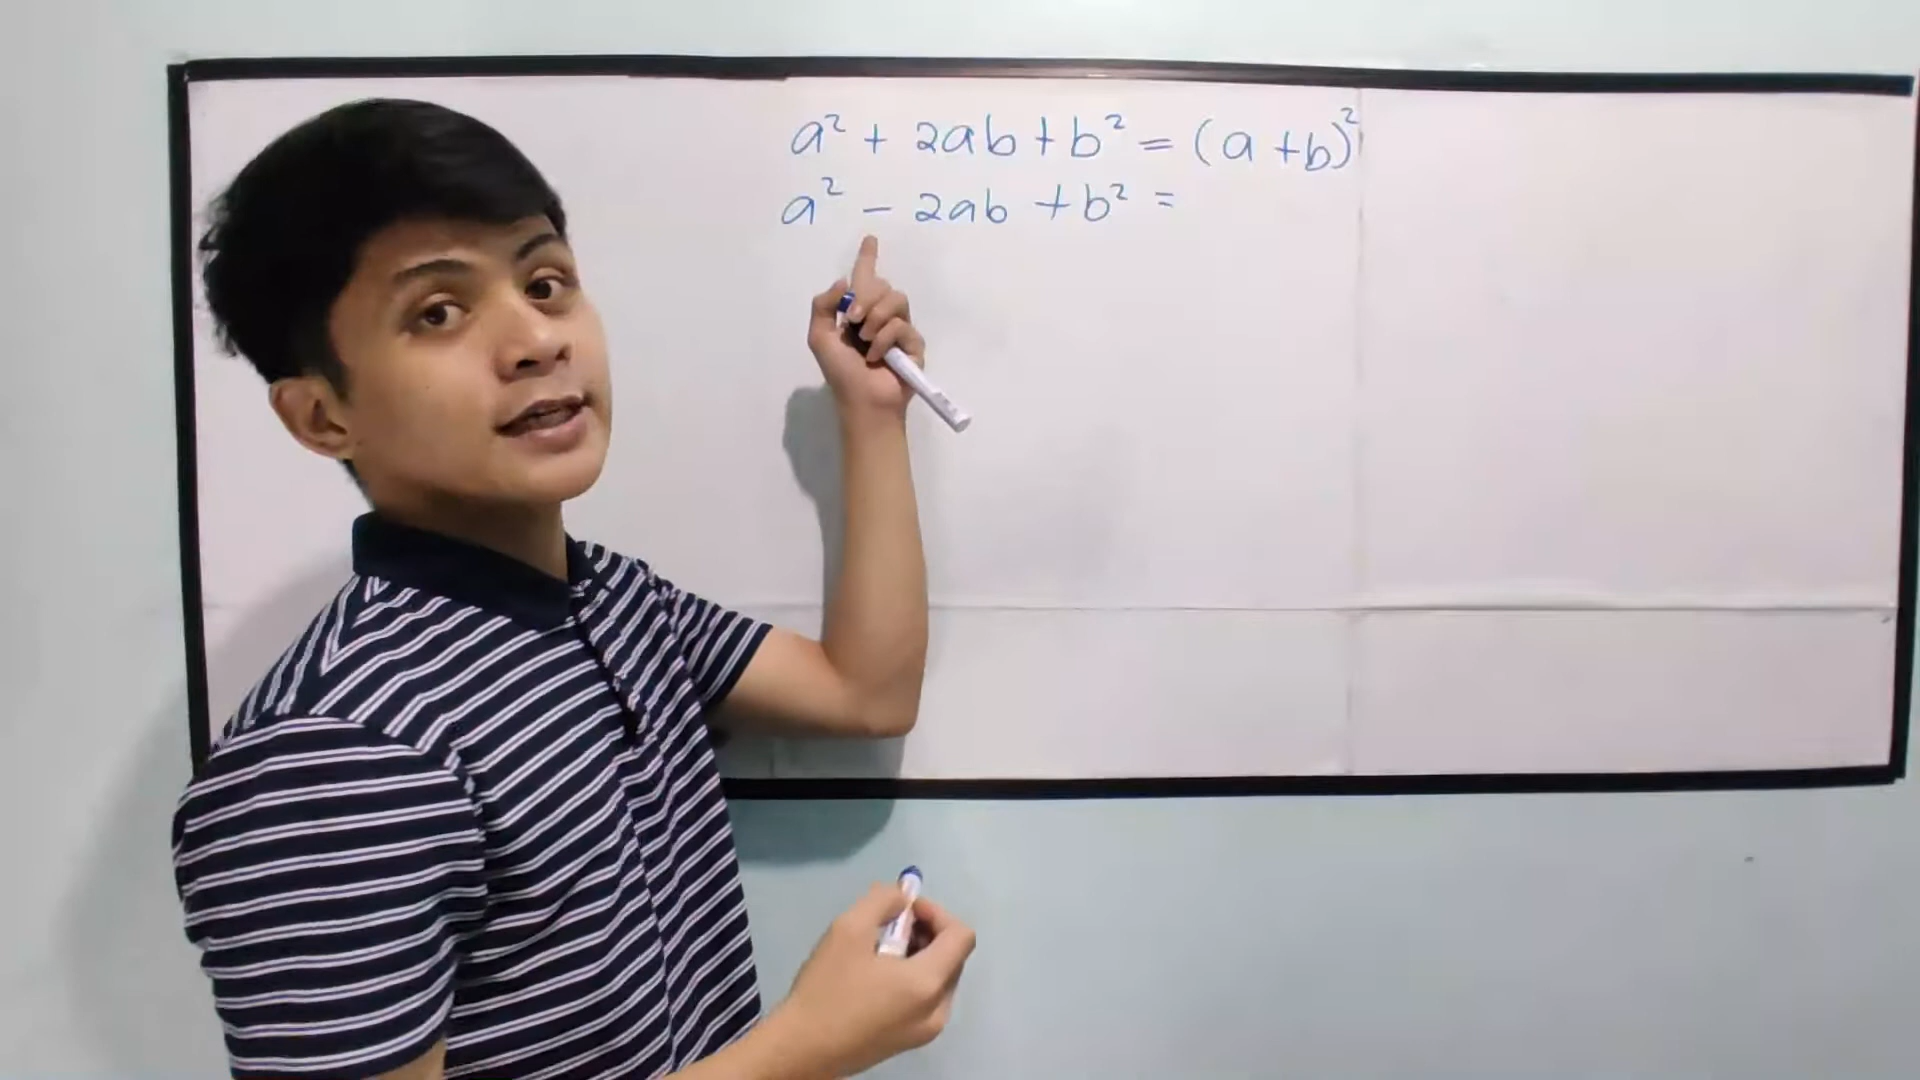 a² + 2ab + b² = (a + b)²
a² - 2ab + b² =